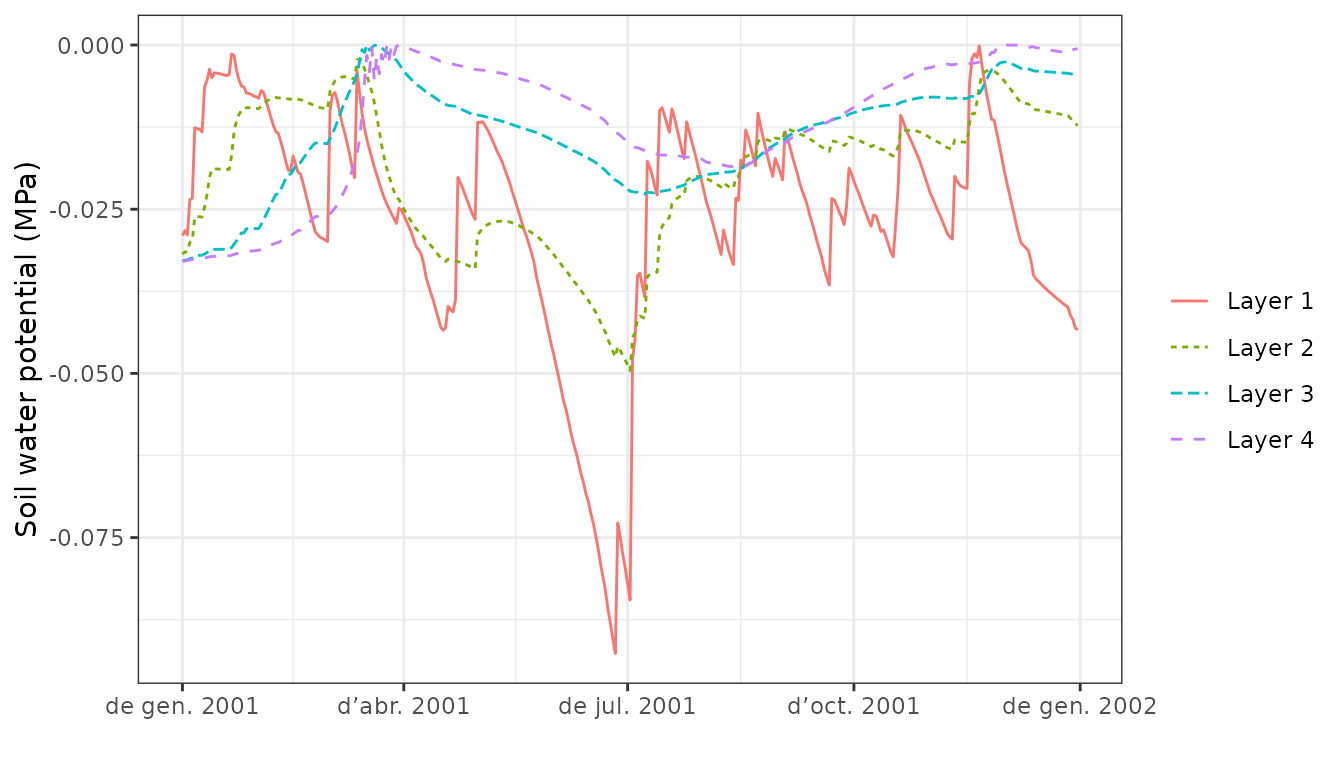 Soil water potential (MPa)
0.000
-0.025
-0.050
-0.075
de gen. 2001
d’abr. 2001
de jul. 2001
d’oct. 2001
de gen. 2002
Layer 1
Layer 2
Layer 3
Layer 4